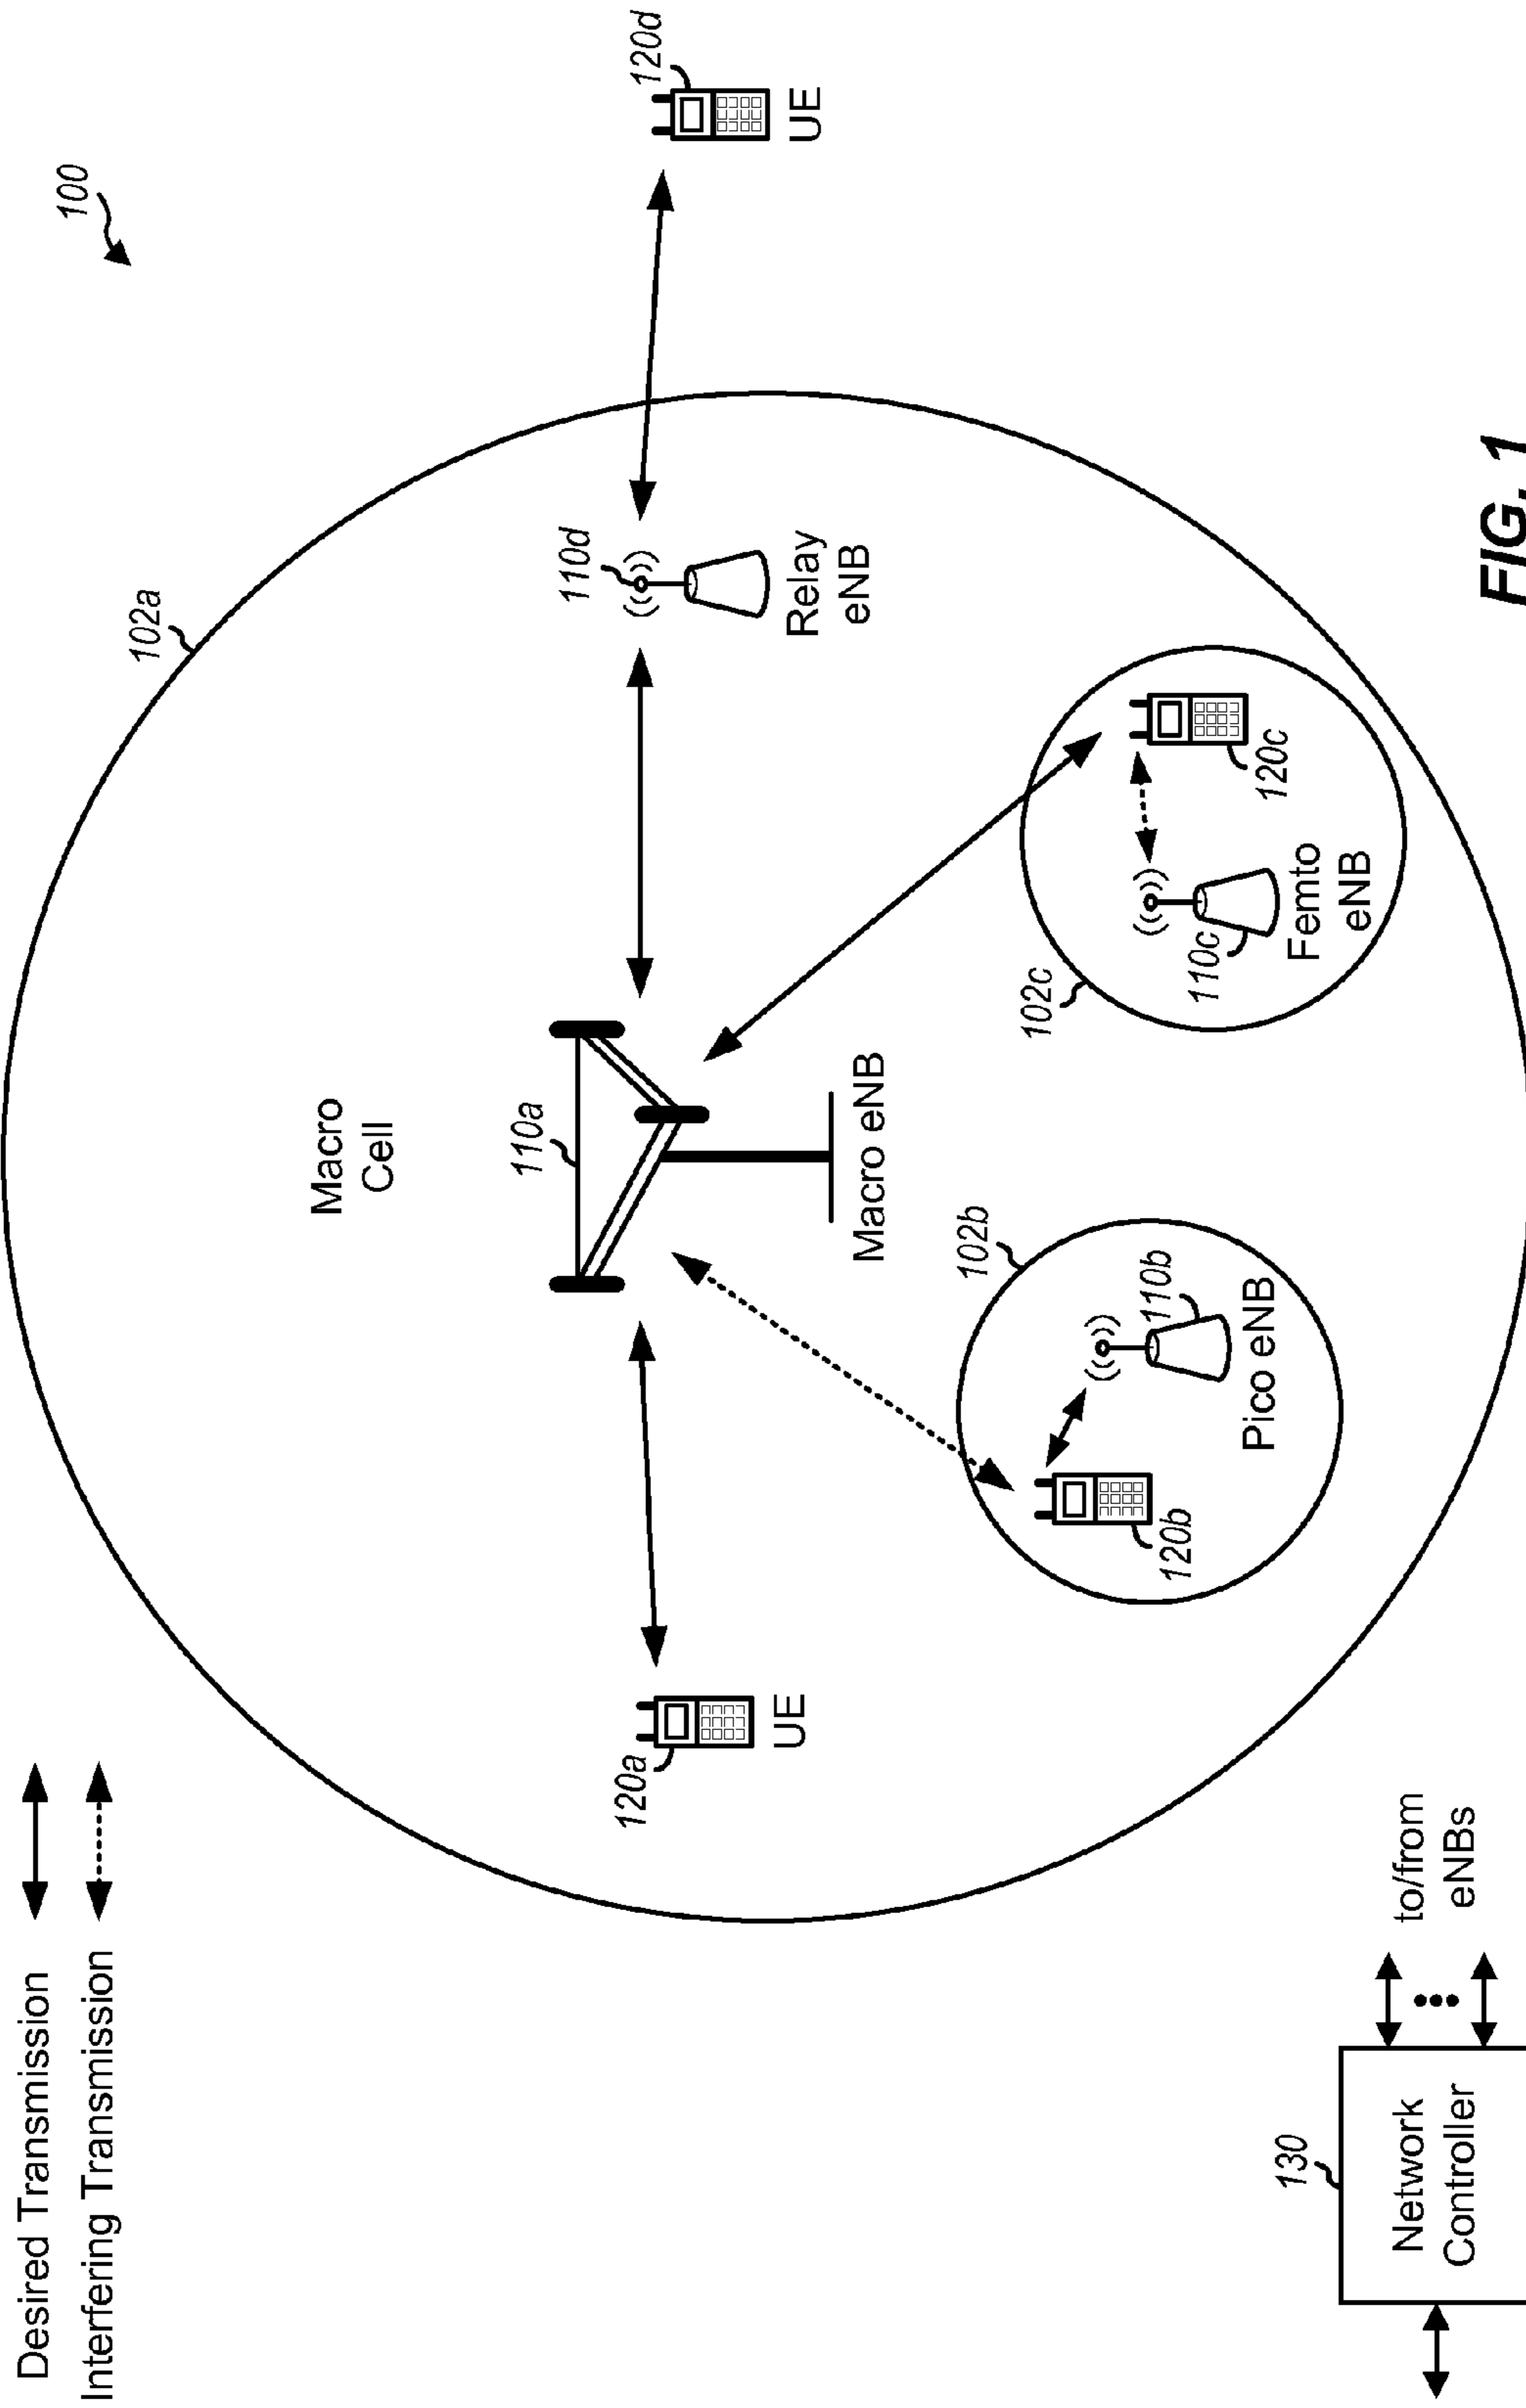 100
Desired Transmission
Interfering Transmission
102a
Macro
Cell
110a
110d
120a
120d
UE
UE
Relay
eNB
Macro eNB
102b
102c
110b
120b
Pico eNB
110c
120c
Femto
eNB
130
Network
Controller
to/from
eNBs
FIG. 1